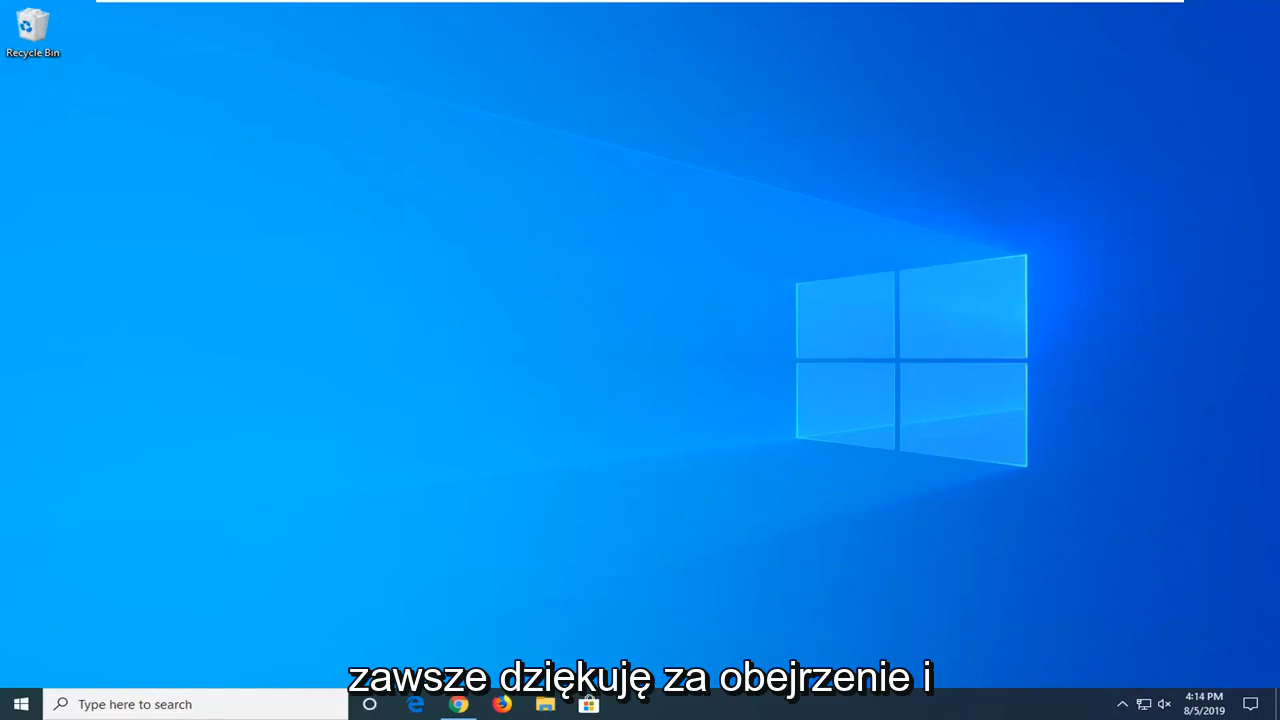 Recycle Bin
zawsze dziękuję za obejrzenie i
Type here to search
4:14 PM
8/5/2019